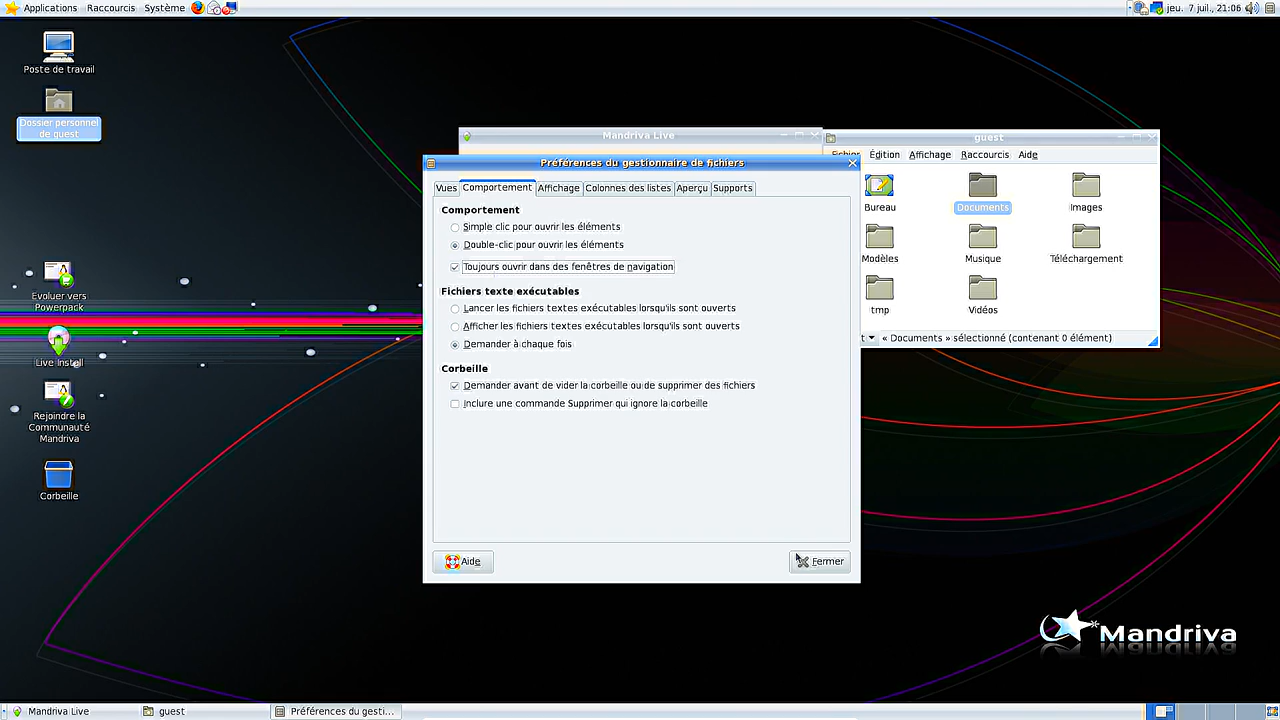 Applications Raccourcis Système
jeu. 7 juil., 21:06
Poste de travail
Dossier personnel
de guest
Évoluer vers
Powerpack
Live Install
Rejoindre la
Communauté
Mandriva
Corbeille
Mandriva Live
guest
Édition Affichage Raccourcis Aide
Bureau
Documents
Images
Modèles
Musique
Téléchargement
tmp
Vidéos
« Documents » sélectionné (contenant 0 élément)
Préférences du gestionnaire de fichiers
Vues Comportement Affichage Colonnes des listes Aperçu Supports
Comportement
Simple clic pour ouvrir les éléments
Double-clic pour ouvrir les éléments
Toujours ouvrir dans des fenêtres de navigation
Fichiers texte exécutables
Lancer les fichiers textes exécutables lorsqu'ils sont ouverts
Afficher les fichiers textes exécutables lorsqu'ils sont ouverts
Demander à chaque fois
Corbeille
Demander avant de vider la corbeille ou de supprimer des fichiers
Inclure une commande Supprimer qui ignore la corbeille
Aide
Fermer
Mandriva
Mandriva Live
guest
Préférences du gesti...